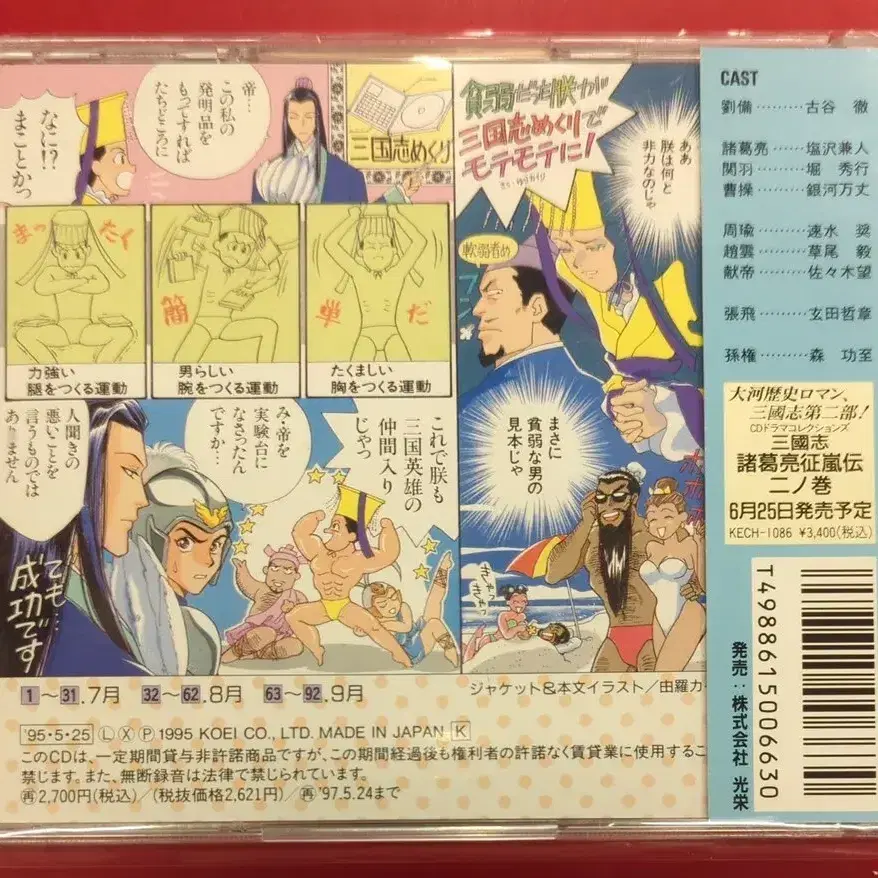 貧弱だった朕が
三国志めくりで
モテモテに!
ああ
朕は何と
非力なのじゃ
軟弱者め
まさに
貧弱な男の
見本じゃ
ホホホ
きゃっ
きゃっ
三国志めくり
帝…
この私の
発明品を
もってすれば
たちどころに
なに!?
まことかっ
まったく
力強い
腿をつくる運動
簡
男らしい
腕をつくる運動
単だ
たくましい
胸をつくる運動
これで朕も
三国英雄の
仲間入り
じゃっ
み・帝を
実験台に
なさったん
ですか…
人聞きの
悪いことを
言うものでは
ありません
でも…
成功です
1～31.7月 32～62.8月 63～92.9月
ジャケット&本文イラスト/由羅カ
'95・5・25 Ⓛ Ⓧ Ⓟ 1995 KOEI CO., LTD. MADE IN JAPAN K
このCDは、一定期間貸与非許諾商品ですが、この期間経過後も権利者の許諾なく賃貸業に使用するこ
禁じます。また、無断録音は法律で禁じられています。
再2,700円(税込)/(税抜価格2,621円)/再'97.5.24まで
CAST
劉備………古谷 徹
諸葛亮……塩沢兼人
関羽………堀 秀行
曹操………銀河万丈
周瑜………速水 奨
趙雲………草尾 毅
献帝………佐々木望
張飛………玄田哲章
孫権………森 功至
大河歴史ロマン、
三國志第二部!
CDドラマコレクションズ
三國志
諸葛亮征嵐伝
二ノ巻
6月25日発売予定
KECH-1086 ¥3,400(税込)
T4988615006630
発売：株式会社 光栄